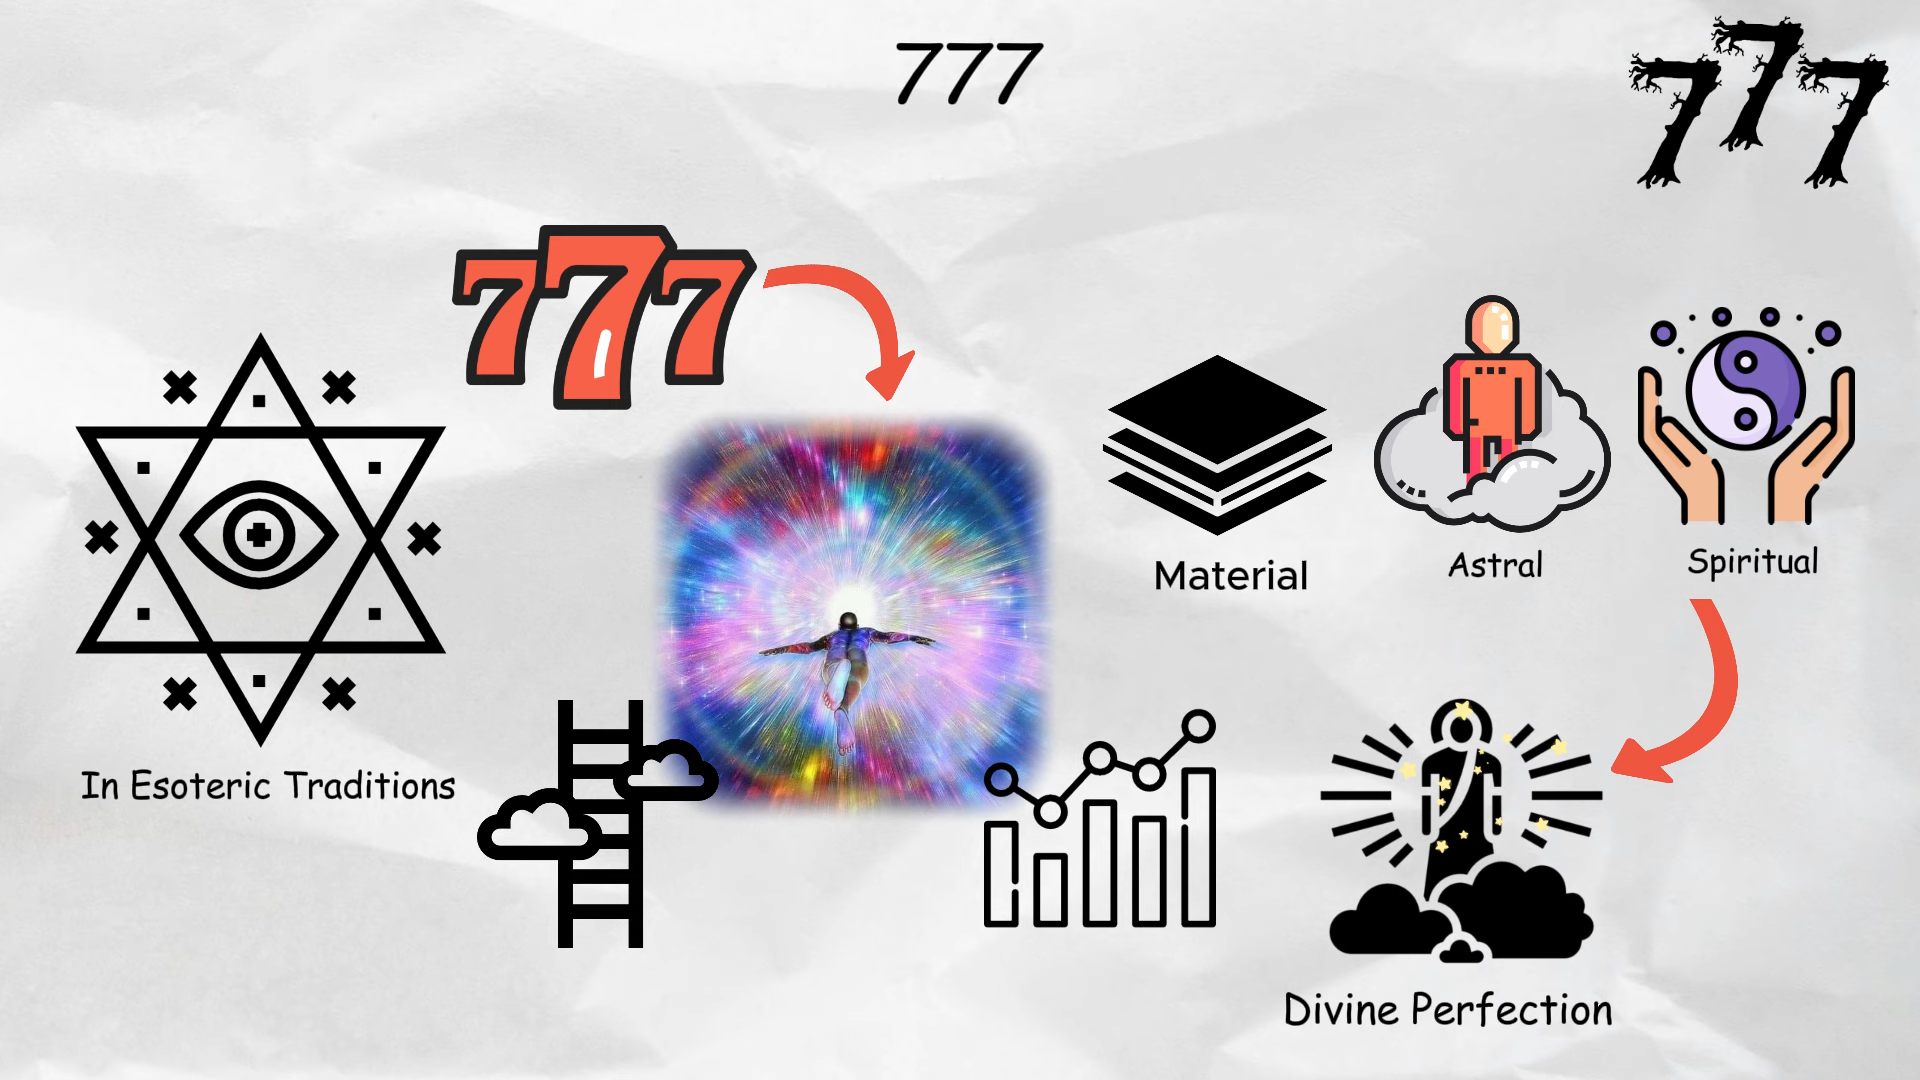 777
777
777
Material
Astral
Spiritual
In Esoteric Traditions
Divine Perfection